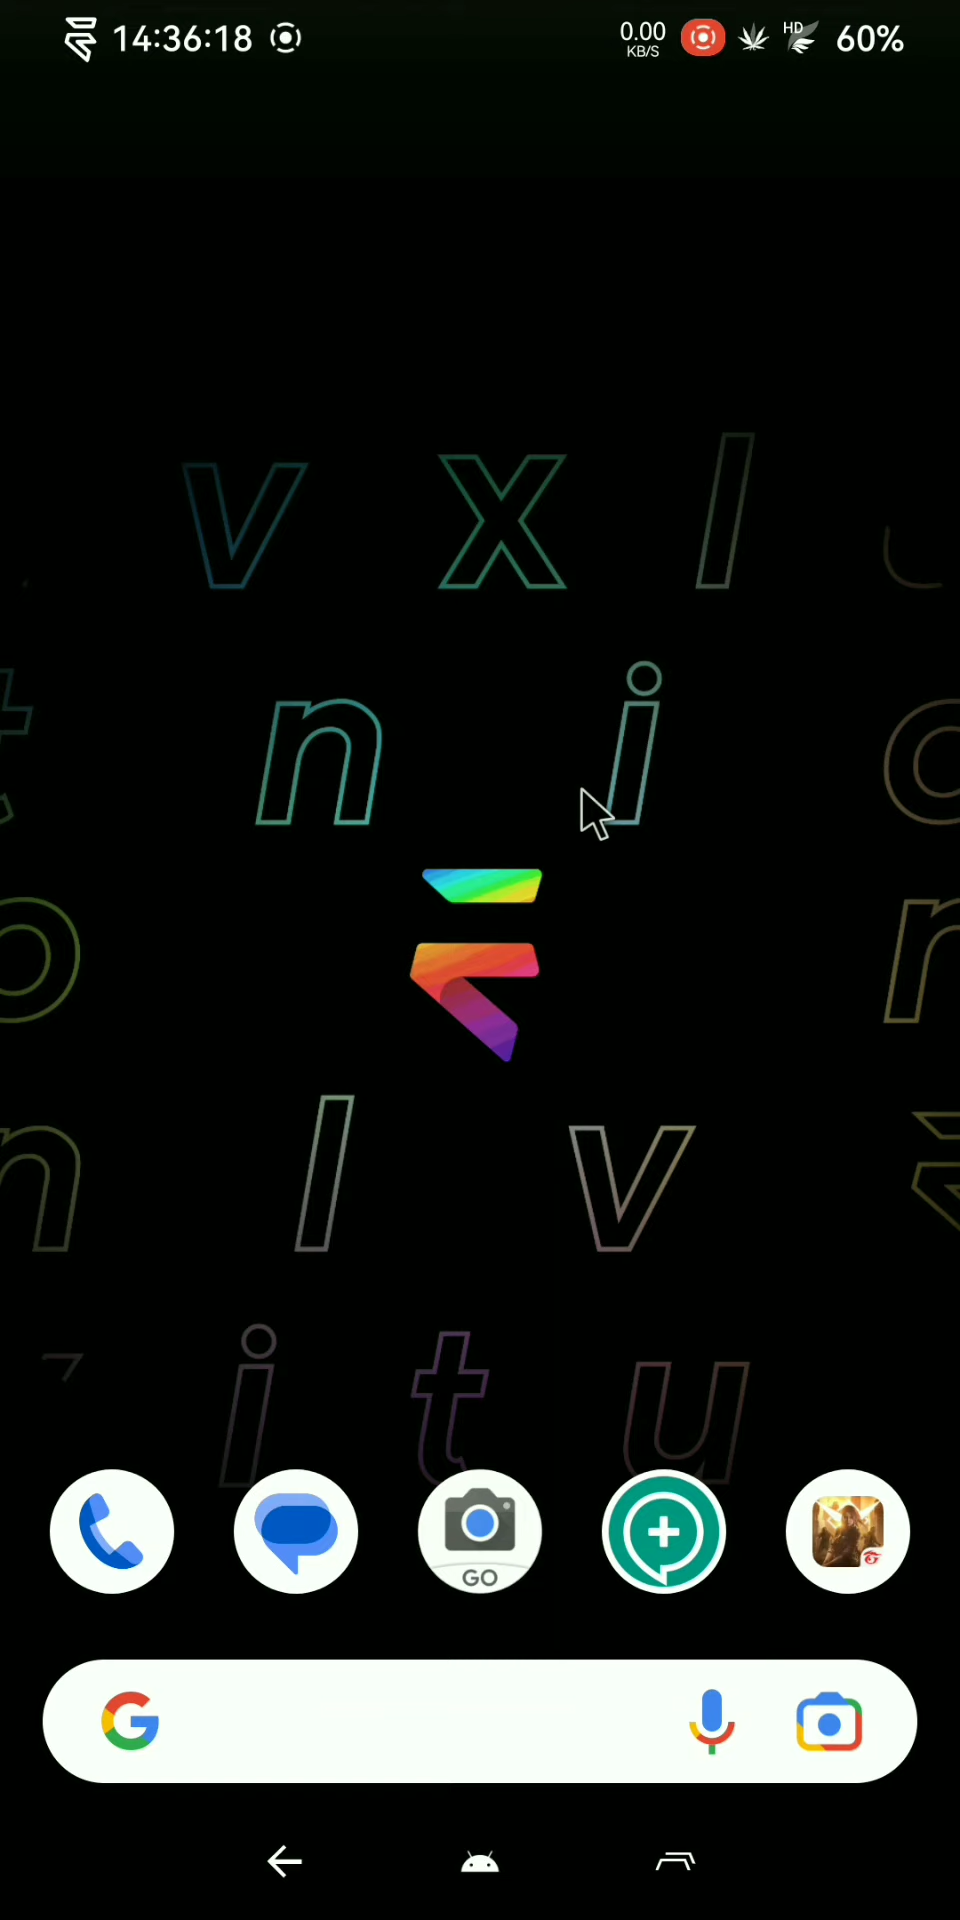 14:36:18 0.00 KB/S HD 60%
v x l
t n i o
o n
n l v
i t u
GO